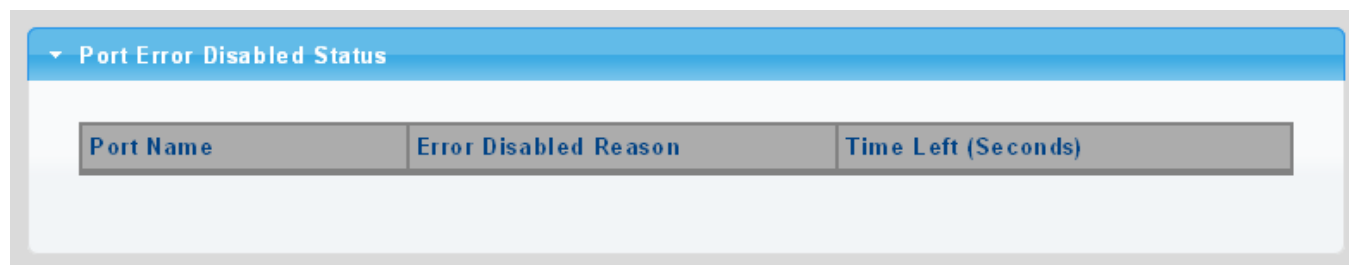 Port Error Disabled Status
Port Name Error Disabled Reason Time Left (Seconds)